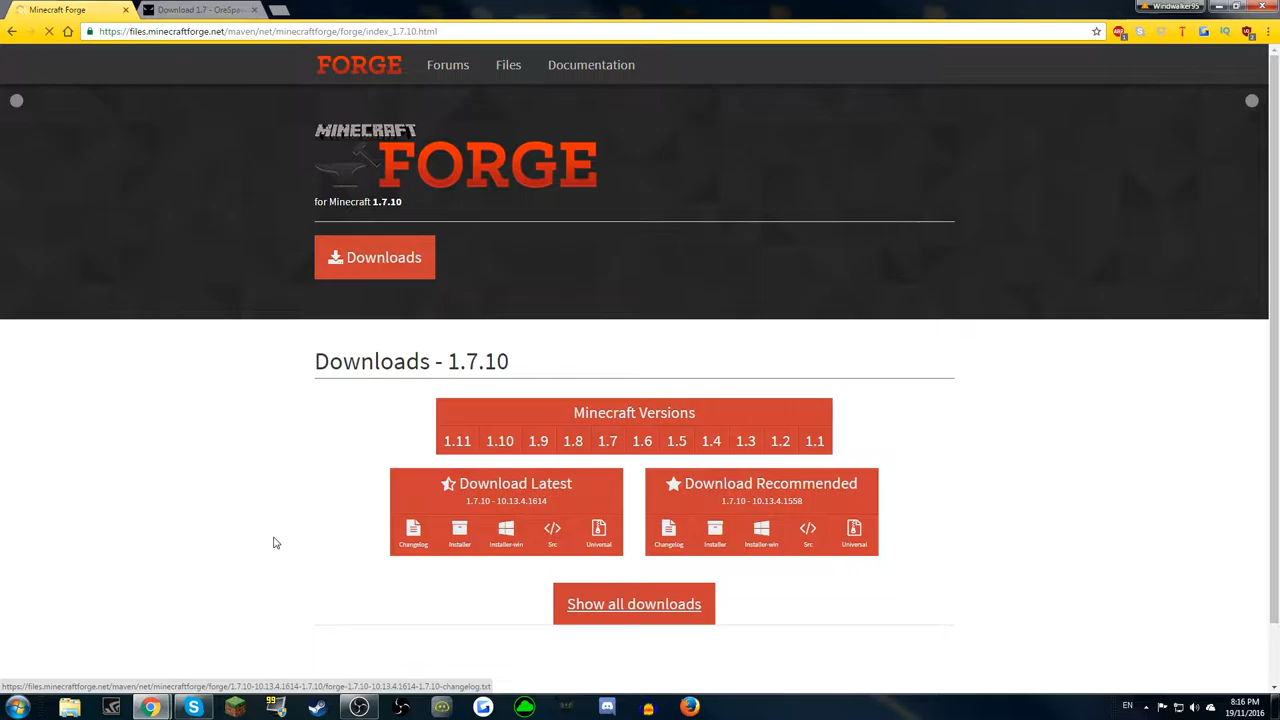 Minecraft Forge
Download 1.7 - OreSpa
Windwalker95
https://files.minecraftforge.net/maven/net/minecraftforge/forge/index_1.7.10.html
FORGE
Forums
Files
Documentation
MINECRAFT
FORGE
for Minecraft 1.7.10
Downloads
Downloads - 1.7.10
Minecraft Versions
1.11 1.10 1.9 1.8 1.7 1.6 1.5 1.4 1.3 1.2 1.1
Download Latest
1.7.10 - 10.13.4.1614
Changelog Installer Installer-win Src Universal
Download Recommended
1.7.10 - 10.13.4.1558
Changelog Installer Installer-win Src Universal
Show all downloads
https://files.minecraftforge.net/maven/net/minecraftforge/forge/1.7.10-10.13.4.1614-1.7.10/forge-1.7.10-10.13.4.1614-1.7.10-changelog.txt
99
EN
8:16 PM
19/11/2016